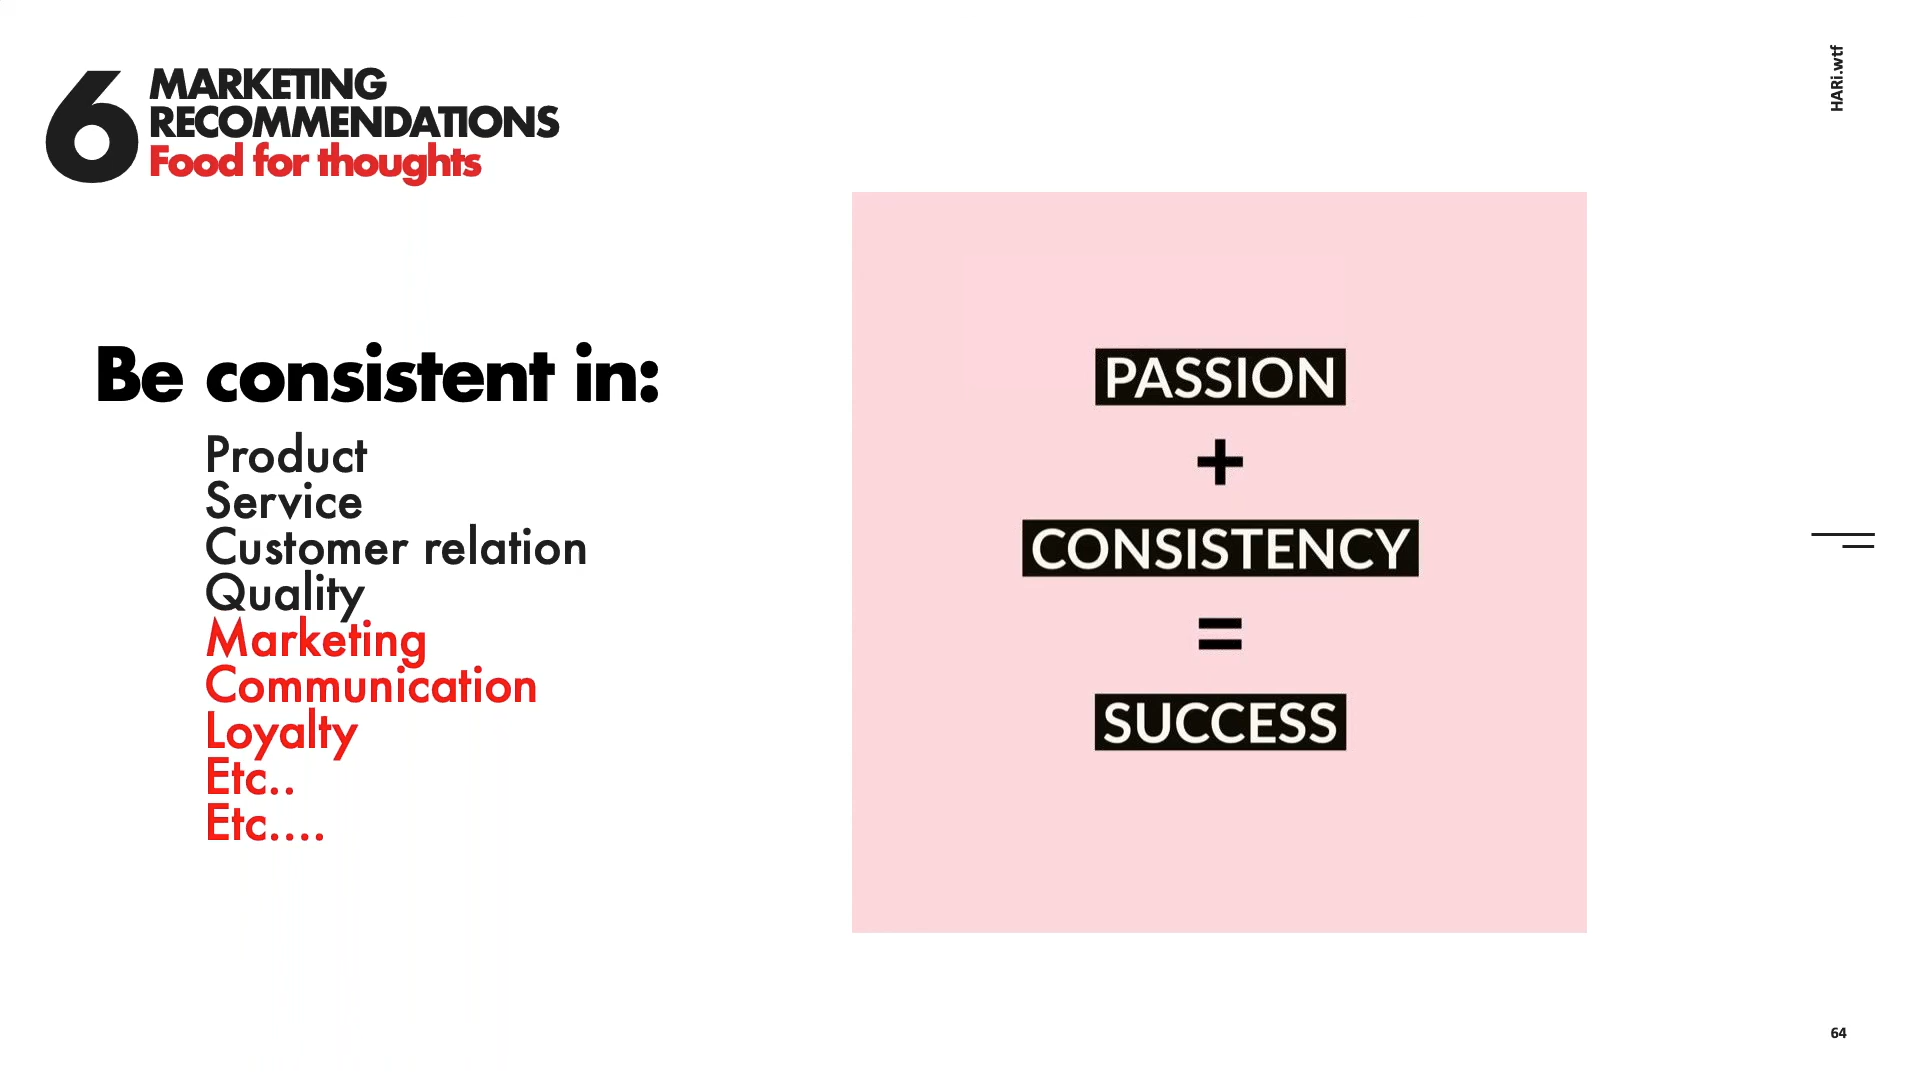 6
MARKETING
RECOMMENDATIONS
Food for thoughts
HARi.wtf
Be consistent in:
Product
Service
Customer relation
Quality
Marketing
Communication
Loyalty
Etc..
Etc....
PASSION
+
CONSISTENCY
=
SUCCESS
64